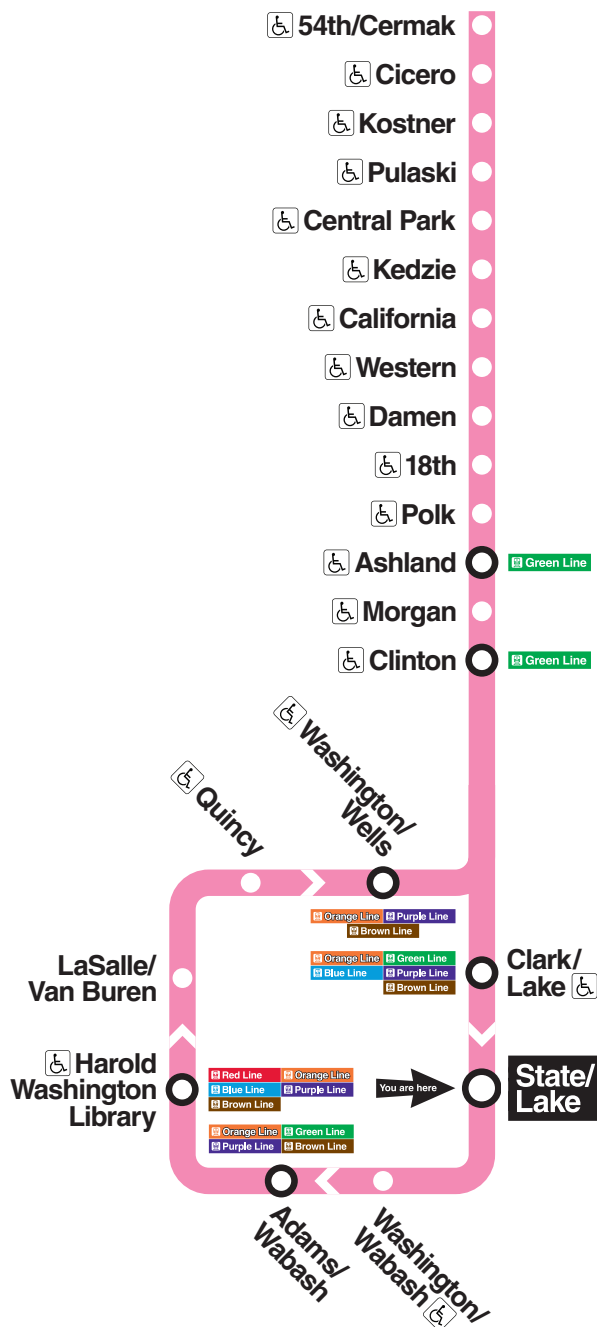 54th/Cermak
Cicero
Kostner
Pulaski
Central Park
Kedzie
California
Western
Damen
18th
Polk
Ashland
Green Line
Morgan
Clinton
Green Line
Washington/
Wells
Quincy
Orange Line
Purple Line
Brown Line
Clark/
Lake
Orange Line
Green Line
Blue Line
Purple Line
Brown Line
LaSalle/
Van Buren
Harold
Washington
Library
Red Line
Orange Line
Blue Line
Purple Line
Brown Line
You are here
State/
Lake
Orange Line
Green Line
Purple Line
Brown Line
Adams/
Wabash
Washington/
Wabash